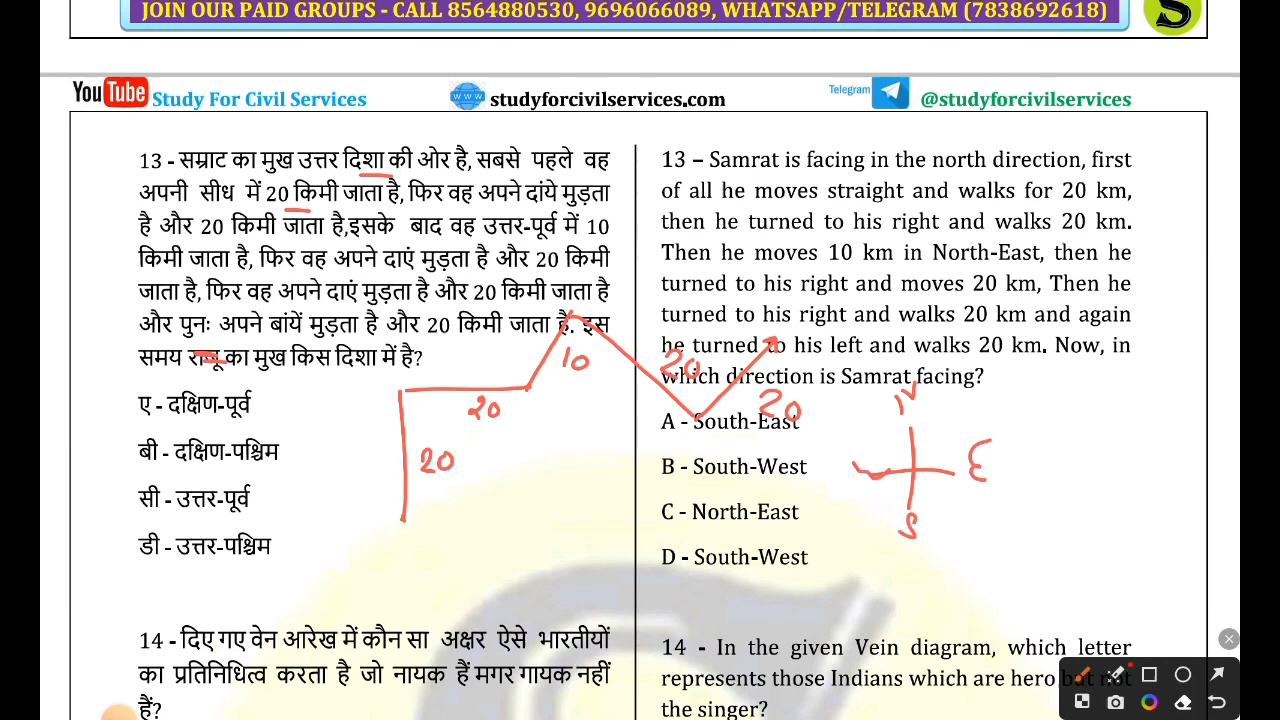 JOIN OUR PAID GROUPS - CALL 8564880530, 9696066089, WHATSAPP/TELEGRAM (7838692618)
S
YouTube Study For Civil Services
www studyforcivilservices.com
Telegram @studyforcivilservices
13 - सम्राट का मुख उत्तर दिशा की ओर है, सबसे पहले वह
अपनी सीध में 20 किमी जाता है, फिर वह अपने दांये मुड़ता
है और 20 किमी जाता है,इसके बाद वह उत्तर-पूर्व में 10
किमी जाता है, फिर वह अपने दाएं मुड़ता है और 20 किमी
जाता है, फिर वह अपने दाएं मुड़ता है और 20 किमी जाता है
और पुनः अपने बांयें मुड़ता है और 20 किमी जाता है. इस
समय राजू का मुख किस दिशा में है?
ए - दक्षिण-पूर्व
बी - दक्षिण-पश्चिम
सी - उत्तर-पूर्व
डी - उत्तर-पश्चिम
20
20
10
20
20
13 – Samrat is facing in the north direction, first
of all he moves straight and walks for 20 km,
then he turned to his right and walks 20 km.
Then he moves 10 km in North-East, then he
turned to his right and moves 20 km, Then he
turned to his right and walks 20 km and again
he turned to his left and walks 20 km. Now, in
which direction is Samrat facing?
A - South-East
B - South-West
C - North-East
D - South-West
N
E
S
14 - दिए गए वेन आरेख में कौन सा अक्षर ऐसे भारतीयों
का प्रतिनिधित्व करता है जो नायक हैं मगर गायक नहीं
हैं?
14 - In the given Vein diagram, which letter
represents those Indians which are hero but not
the singer?